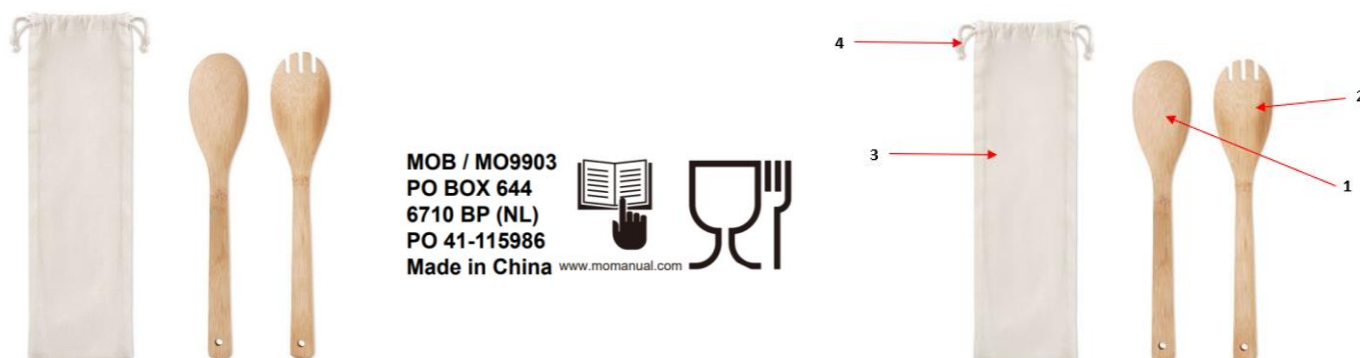 MOB / MO9903
PO BOX 644
6710 BP (NL)
PO 41-115986
Made in China
www.momanual.com
4
3
2
1